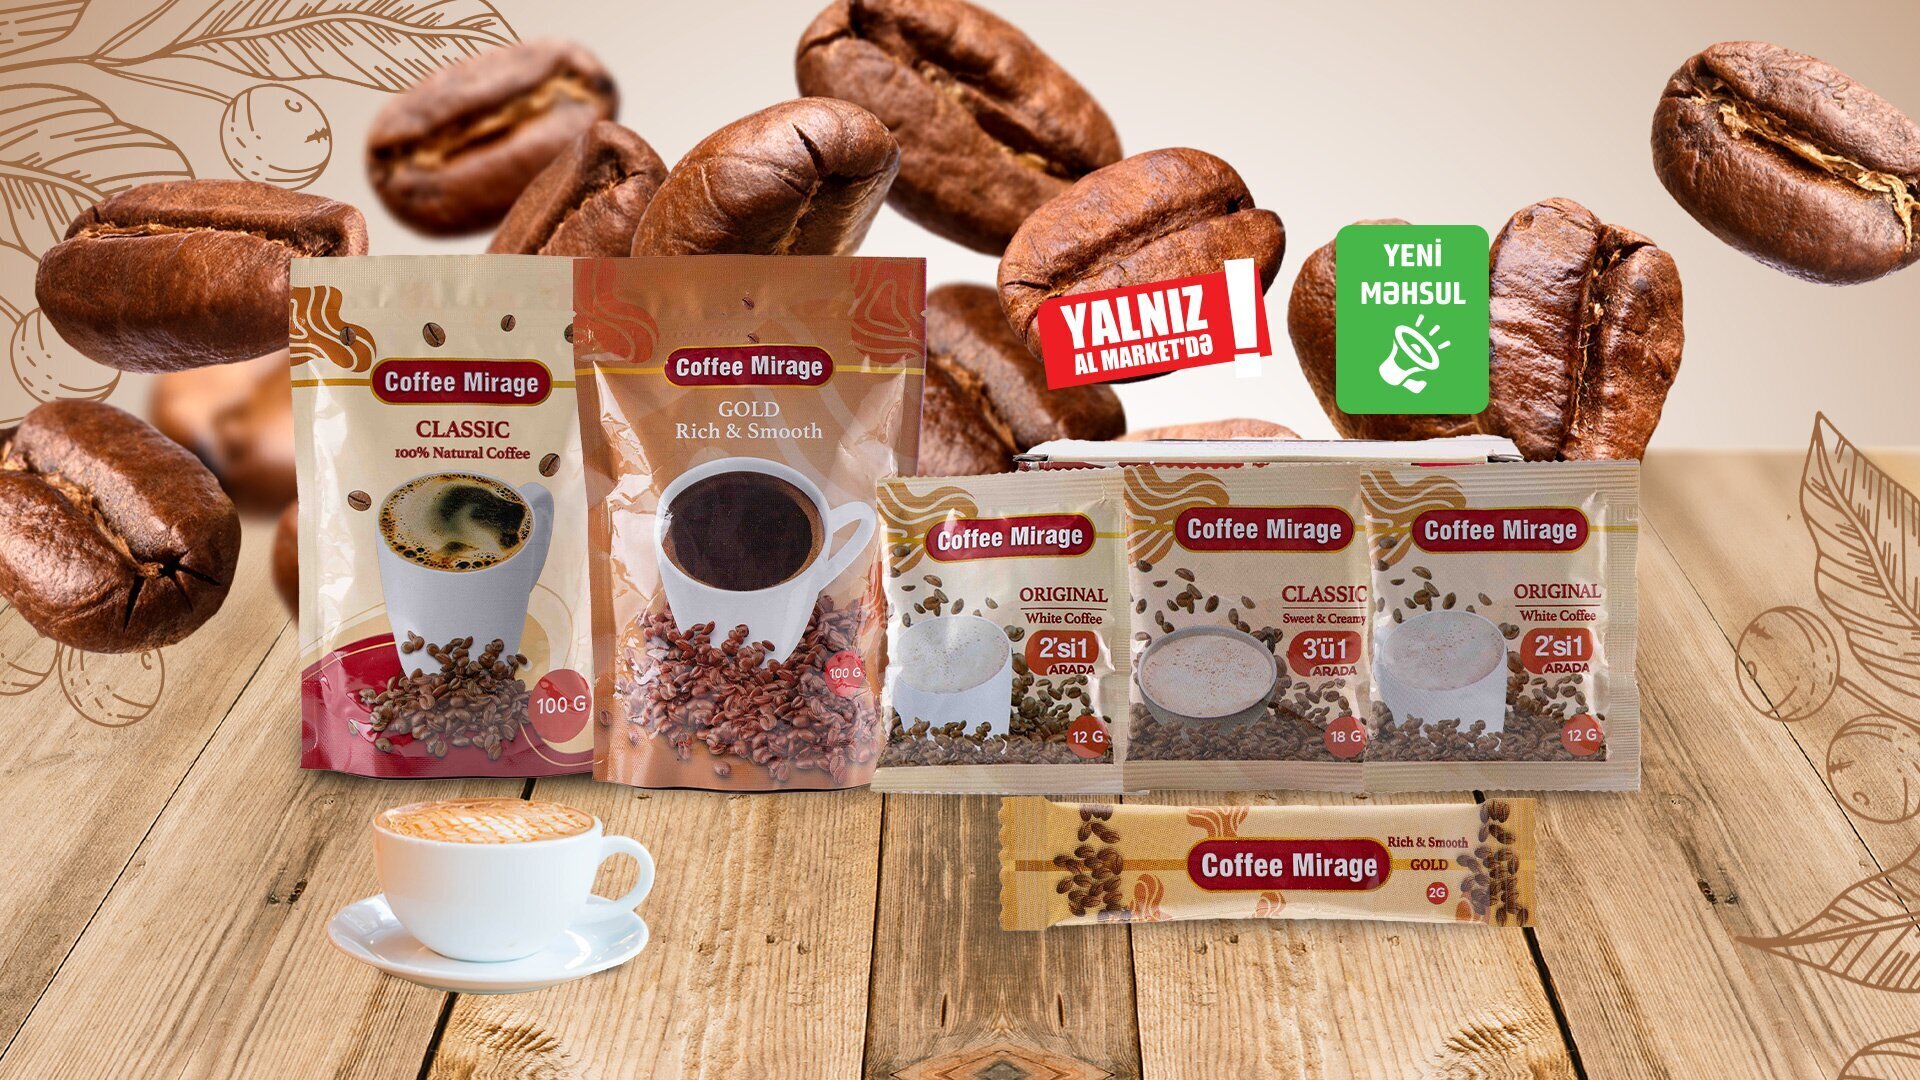 YALNIZ
AL MARKET'DƏ
!
YENİ
MƏHSUL
Coffee Mirage
CLASSIC
100% Natural Coffee
100 G
Coffee Mirage
GOLD
Rich & Smooth
100 G
Coffee Mirage
ORIGINAL
White Coffee
2'si1
ARADA
12 G
Coffee Mirage
CLASSIC
Sweet & Creamy
3'ü1
ARADA
18 G
Coffee Mirage
ORIGINAL
White Coffee
2'si1
ARADA
12 G
Coffee Mirage
Rich & Smooth
GOLD
2G